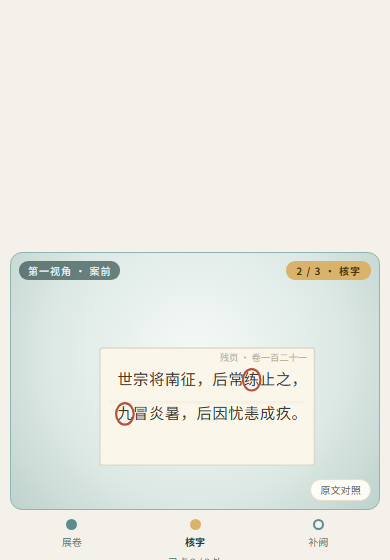 第一视角 · 案前
2 / 3 · 核字
残页 · 卷一百二十一
世宗将南征，后常练止之，
九冒炎暑，后因忧恚成疚。
原文对照
展卷
核字
补阙